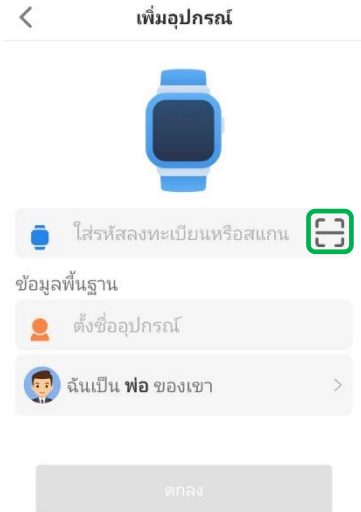 เพิ่มอุปกรณ์
ใส่รหัสลงทะเบียนหรือสแกน
ข้อมูลพื้นฐาน
ตั้งชื่ออุปกรณ์
ฉันเป็น พ่อ ของเขา
ตกลง